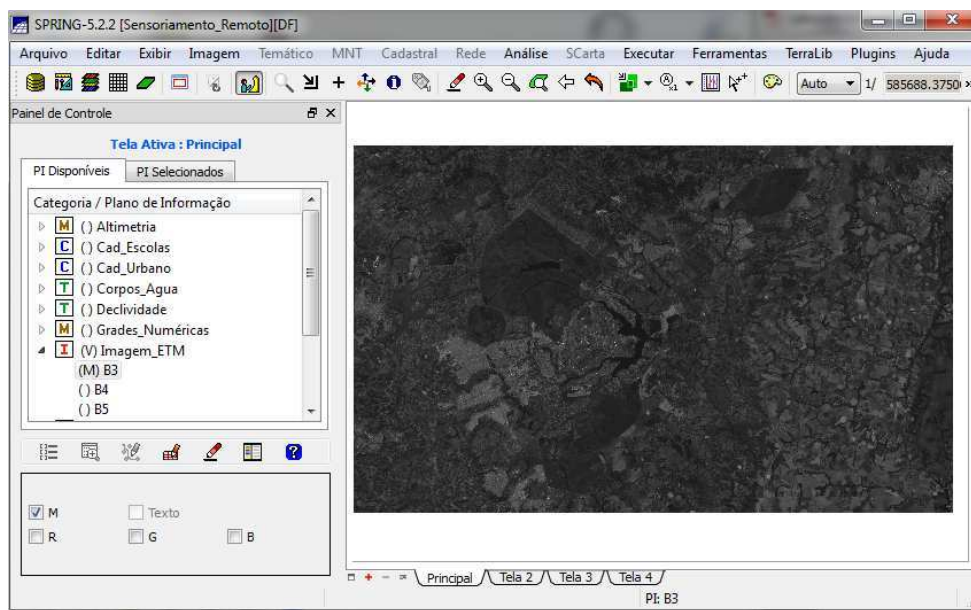 SPRING-5.2.2 [Sensoriamento_Remoto][DF]
Arquivo Editar Exibir Imagem Temático MNT Cadastral Rede Análise SCarta Executar Ferramentas TerraLib Plugins Ajuda
Auto 1/ 585688.3750
Painel de Controle
Tela Ativa : Principal
PI Disponíveis PI Selecionados
Categoria / Plano de Informação
M () Altimetria
C () Cad_Escolas
C () Cad_Urbano
T () Corpos_Agua
T () Declividade
M () Grades_Numéricas
I (V) Imagem_ETM
(M) B3
() B4
() B5
M Texto
R G B
Principal Tela 2 Tela 3 Tela 4
PI: B3